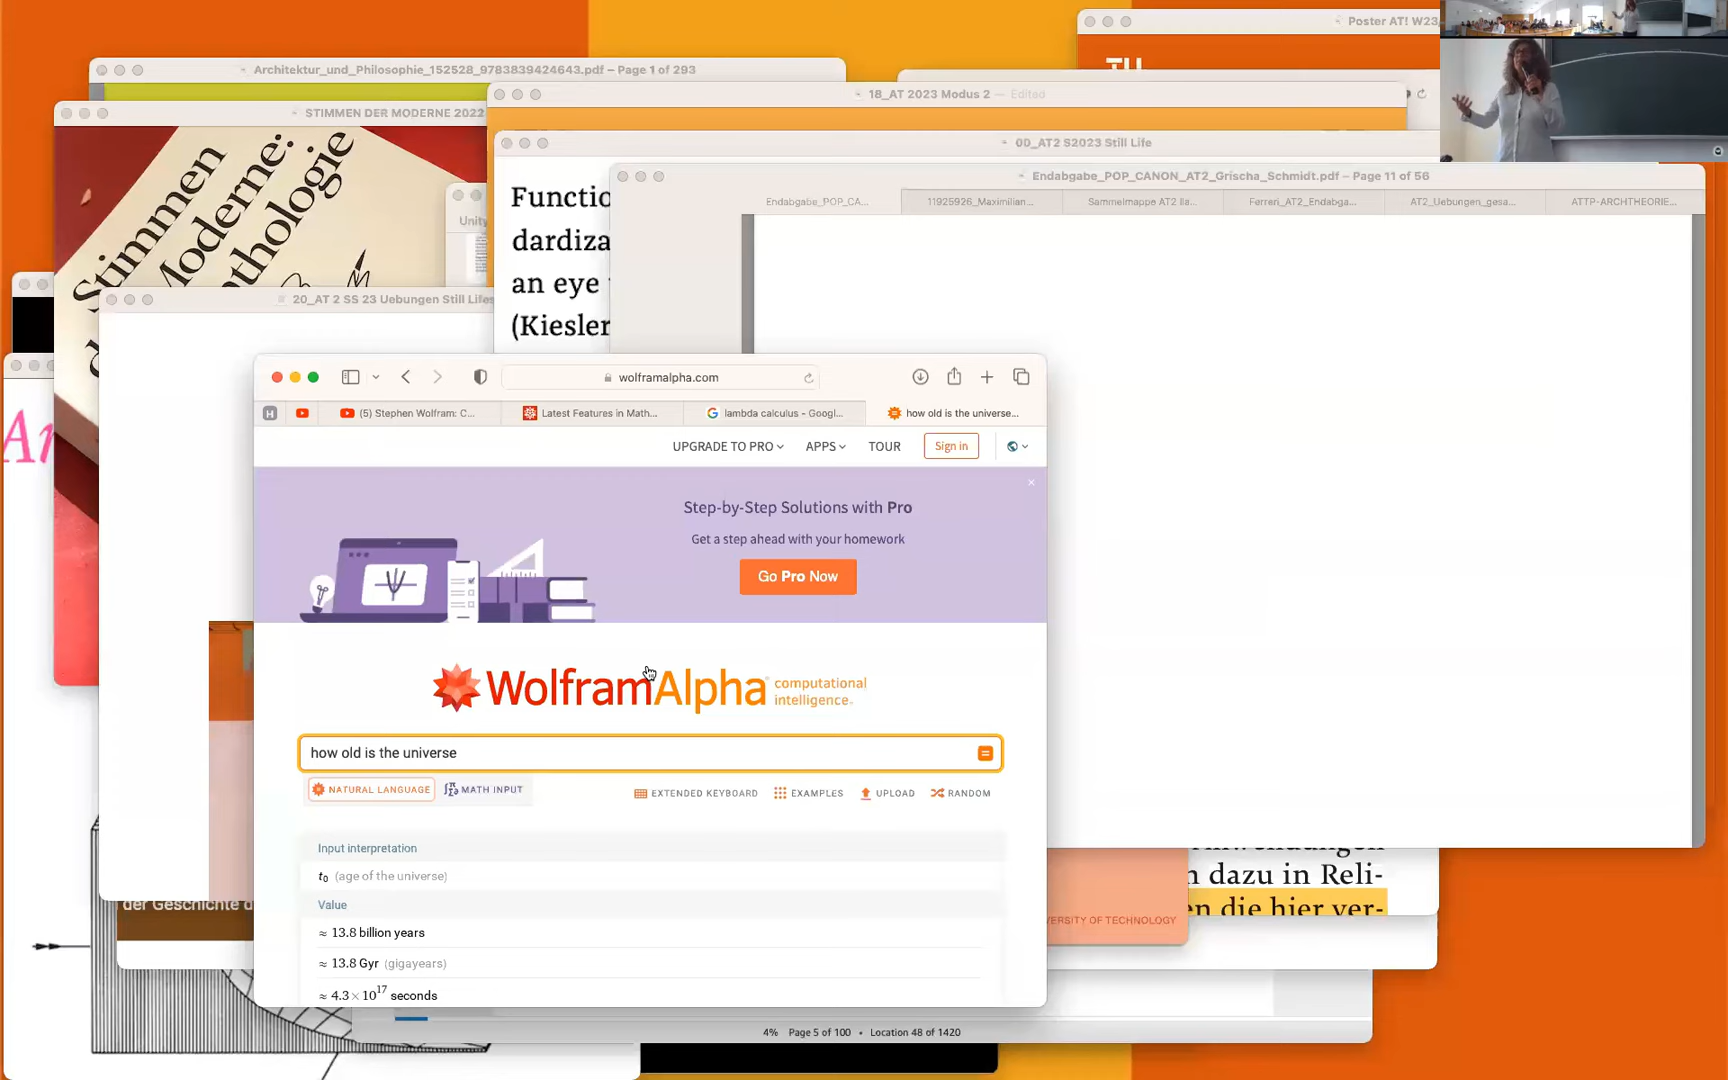 Poster AT! W23
TU
Architektur_und_Philosophie_152528_9783839424643.pdf – Page 1 of 293
18_AT 2023 Modus 2 — Edited
STIMMEN DER MODERNE 2022
00_AT2 S2023 Still Life
Endabgabe_POP_CANON_AT2_Grischa_Schmidt.pdf – Page 11 of 56
Endabgabe_POP_CA...
11925926_Maximilian...
Sammelmappe AT2 Ila...
Ferreri_AT2_Endabga...
AT2_Uebungen_gesa...
ATTP-ARCHTHEORIE...
Stimmen
Moderne:
nthologie
Unity
Functio
dardiza
an eye
(Kiesler
20_AT 2 SS 23 Uebungen Still Lifes
wolframalpha.com
(5) Stephen Wolfram: C...
Latest Features in Math...
lambda calculus - Googl...
how old is the universe...
UPGRADE TO PRO
APPS
TOUR
Sign in
Step-by-Step Solutions with Pro
Get a step ahead with your homework
Go Pro Now
WolframAlpha computational
intelligence.
how old is the universe
NATURAL LANGUAGE
MATH INPUT
EXTENDED KEYBOARD
EXAMPLES
UPLOAD
RANDOM
Input interpretation
t₀ (age of the universe)
Value
≈ 13.8 billion years
≈ 13.8 Gyr (gigayears)
≈ 4.3×10¹⁷ seconds
An
der Geschichte d
n dazu in Reli-
en die hier ver-
VERSITY OF TECHNOLOGY
4% Page 5 of 100 • Location 48 of 1420